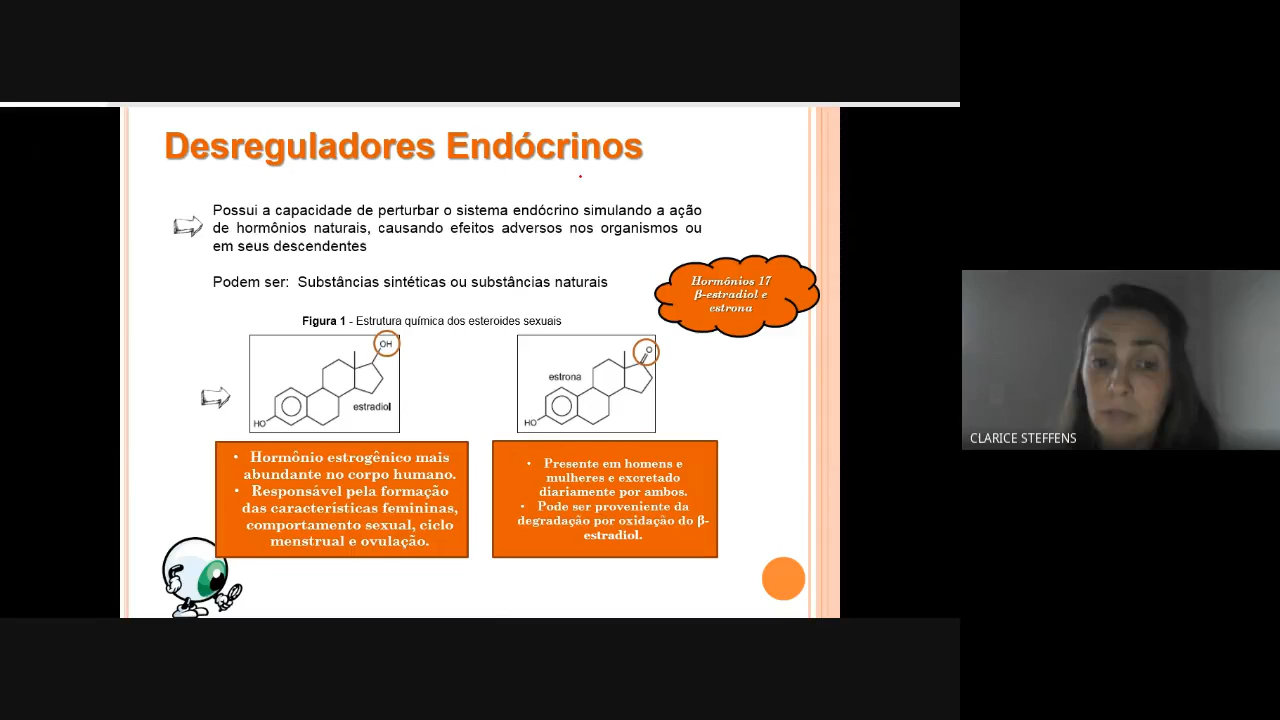 Desreguladores Endócrinos
Possui a capacidade de perturbar o sistema endócrino simulando a ação
de hormônios naturais, causando efeitos adversos nos organismos ou
em seus descendentes
Podem ser: Substâncias sintéticas ou substâncias naturais
Hormônios 17
β-estradiol e
estrona
Figura 1 - Estrutura química dos esteroides sexuais
OH
estradiol
HO
O
estrona
HO
• Hormônio estrogênico mais
abundante no corpo humano.
• Responsável pela formação
das características femininas,
comportamento sexual, ciclo
menstrual e ovulação.
• Presente em homens e
mulheres e excretado
diariamente por ambos.
• Pode ser proveniente da
degradação por oxidação do β-
estradiol.
CLARICE STEFFENS